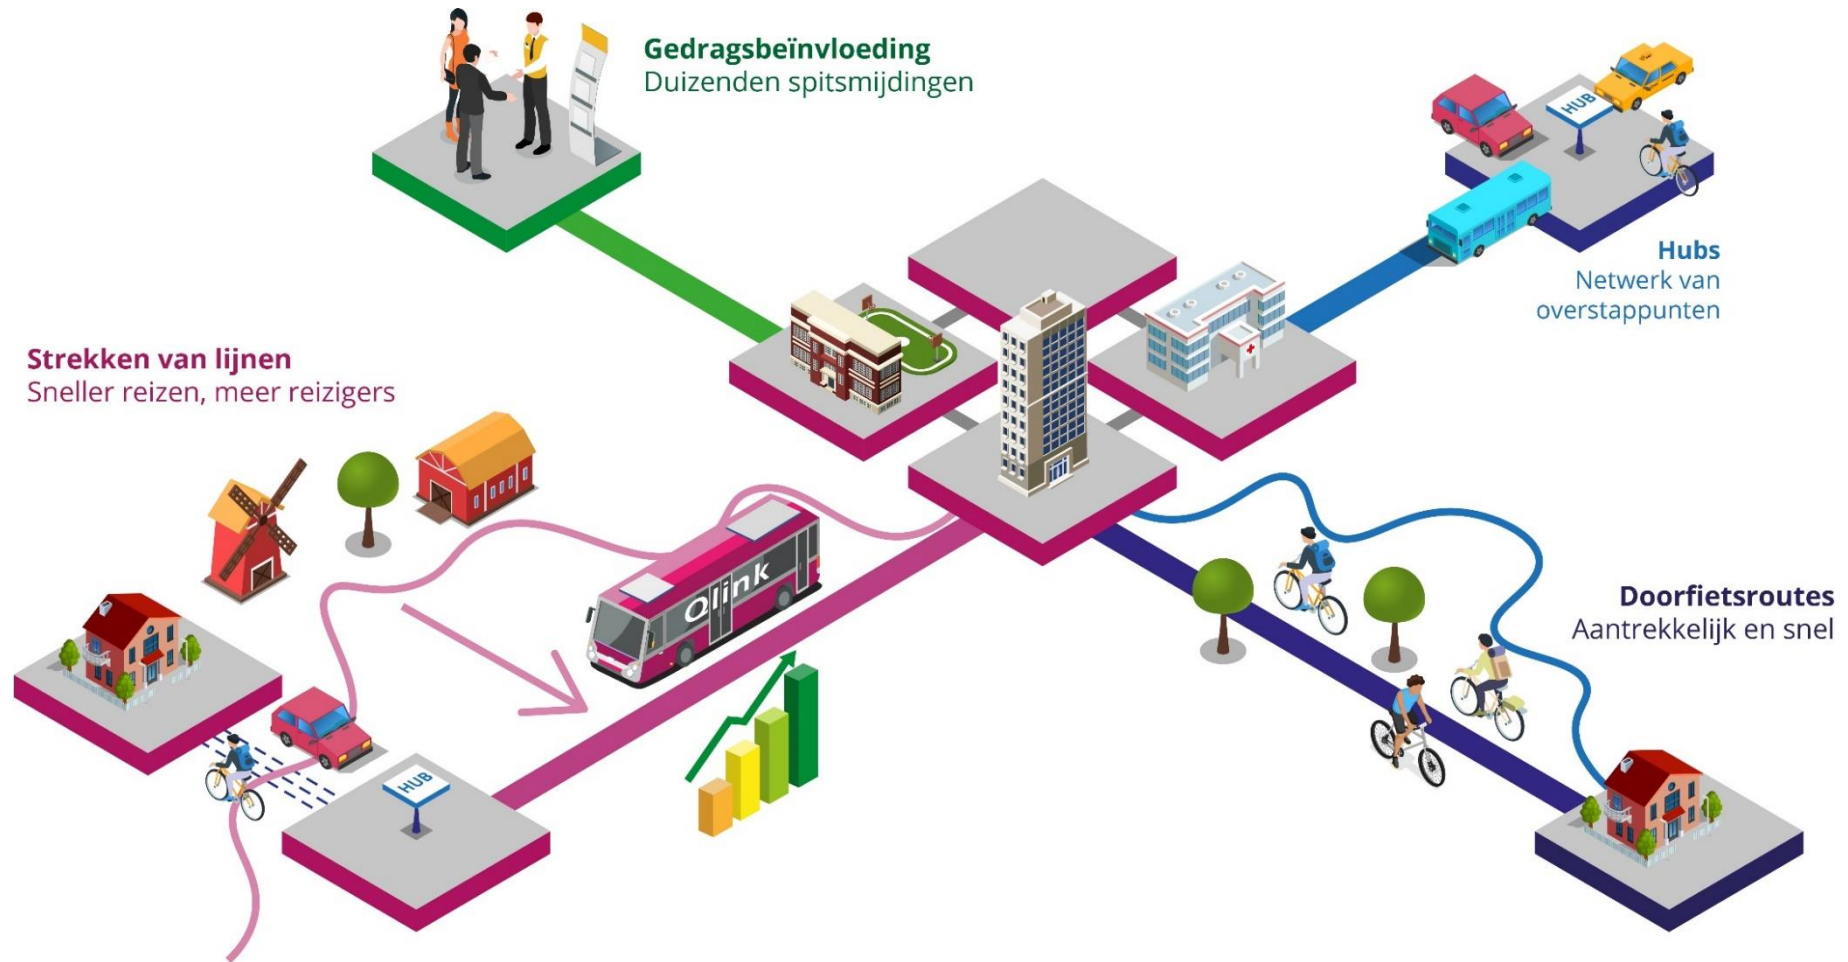 Gedragsbeïnvloeding
Duizenden spitsmijdingen
HUB
Hubs
Netwerk van
overstappunten
Strekken van lijnen
Sneller reizen, meer reizigers
Qlink
Doorfietsroutes
Aantrekkelijk en snel
HUB